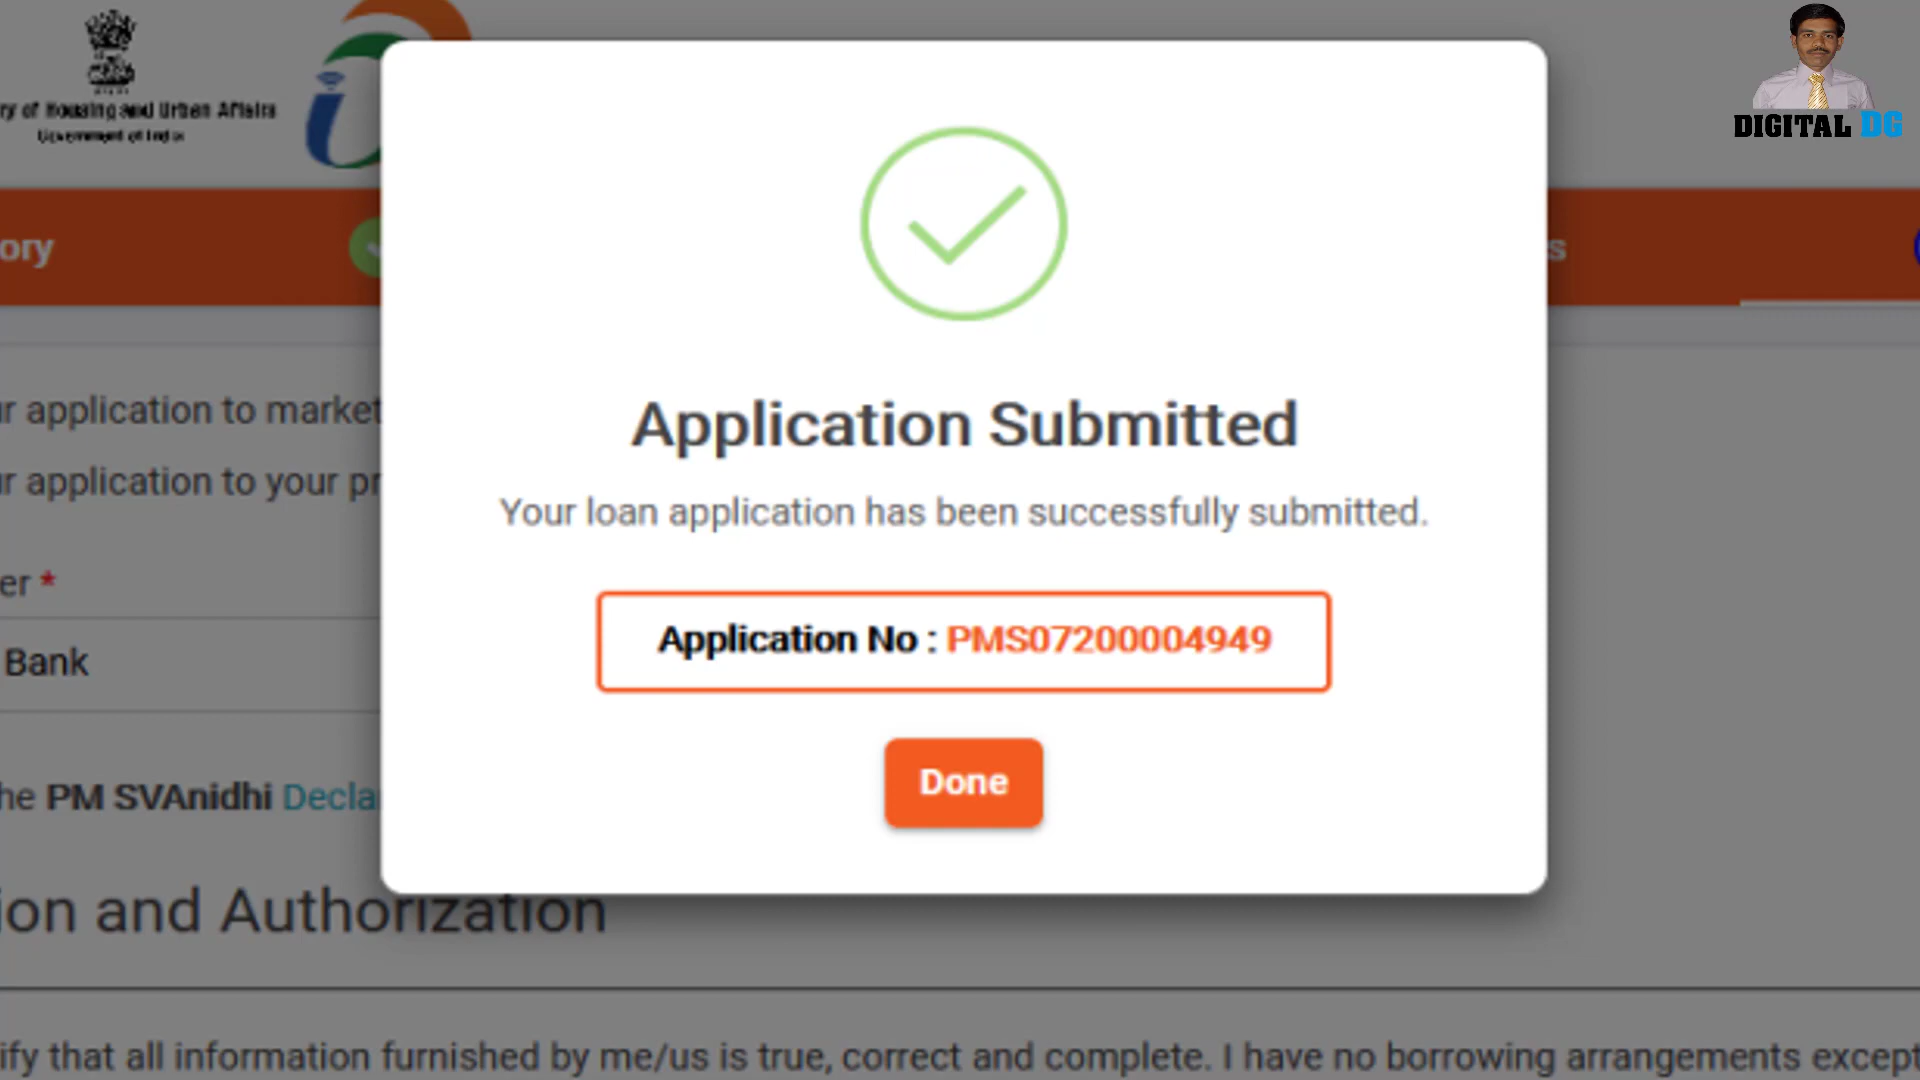 ry of Housing and Urban Affairs
Government of India
DIGITAL DG
ory
s
r application to market
r application to your pr
er *
Bank
he PM SVAnidhi Decla
Application Submitted
Your loan application has been successfully submitted.
Application No : PMS07200004949
Done
ion and Authorization
ify that all information furnished by me/us is true, correct and complete. I have no borrowing arrangements except